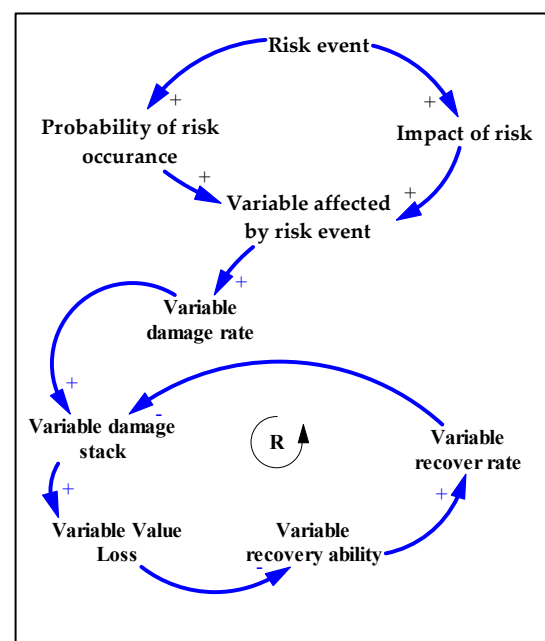 Risk event
+
+
Probability of risk
occurance
Impact of risk
+
+
Variable affected
by risk event
+
Variable
damage rate
+
-
Variable damage
stack
R
Variable
recover rate
+
+
Variable Value
Loss
Variable
recovery ability
-